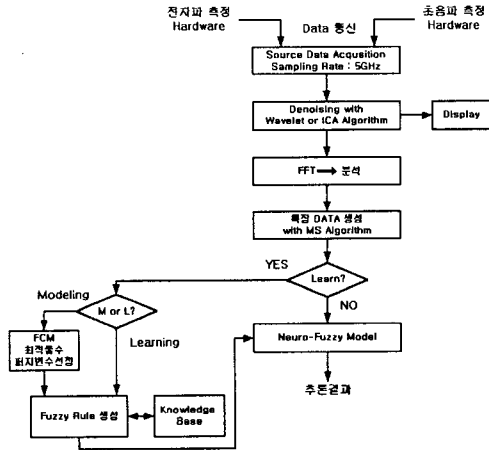 전자파 측정
Hardware
Data 통신
초음파 측정
Hardware
Source Data Acqusition
Sampling Rate : 5GHz
Denoising with
Wavelet or ICA Algorithm
Display
FFT ⟶ 분석
특징 DATA 생성
with MS Algorithm
YES
Learn?
Modeling
M or L?
NO
FCM
최적돌수
퍼지변수선정
Learning
Neuro-Fuzzy Model
추론결과
Fuzzy Rule 생성
Knowledge
Base